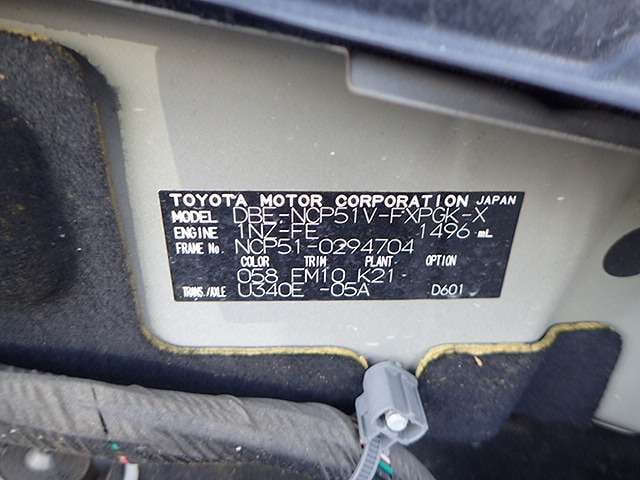 TOYOTA MOTOR CORPORATION JAPAN
MODEL DBE-NCP51V-FXPGK-X
ENGINE 1NZ-FE 1496 mL
FRAME No. NCP51-0294704
COLOR TRIM PLANT OPTION
058 FM10 K21
TRANS./AXLE U340E -05A D601